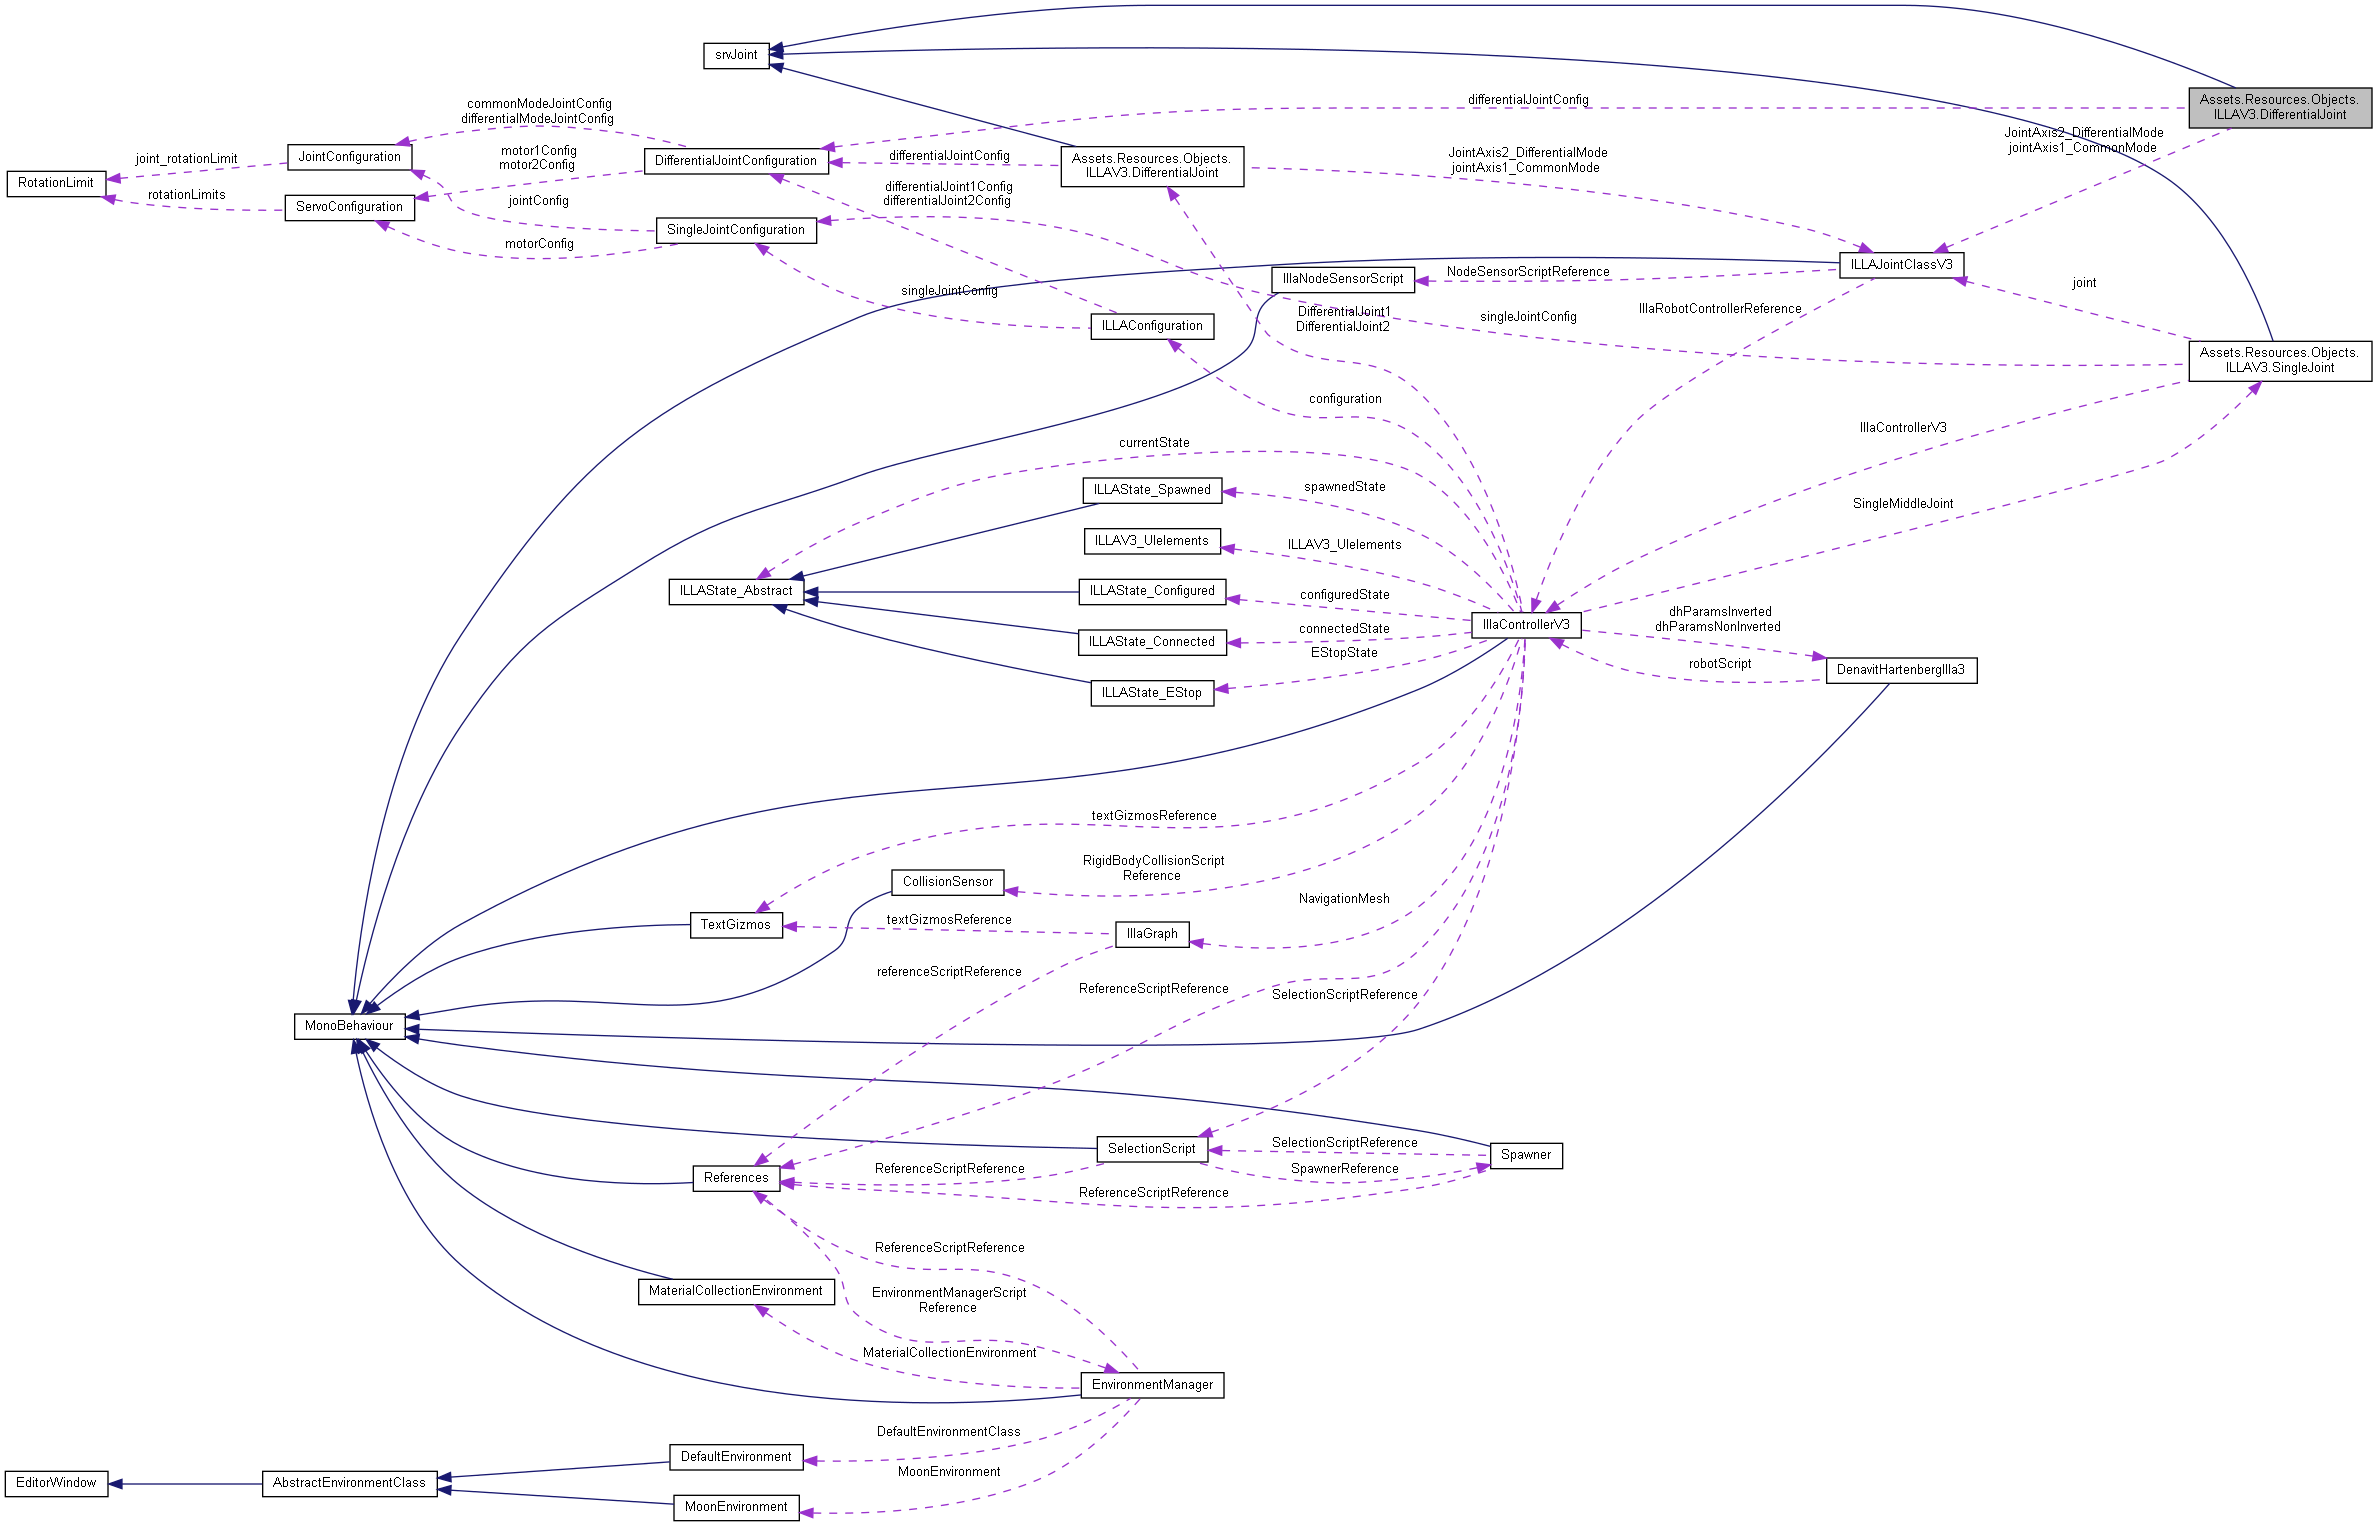 srvJoint
Assets.Resources.Objects.
ILLAV3.DifferentialJoint
differentialJointConfig
commonModeJointConfig
differentialModeJointConfig
JointAxis2_DifferentialMode
jointAxis1_CommonMode
JointConfiguration
joint_rotationLimit
RotationLimit
rotationLimits
ServoConfiguration
motor1Config
motor2Config
DifferentialJointConfiguration
differentialJointConfig
Assets.Resources.Objects.
ILLAV3.DifferentialJoint
JointAxis2_DifferentialMode
jointAxis1_CommonMode
jointConfig
differentialJoint1Config
differentialJoint2Config
SingleJointConfiguration
motorConfig
ILLAJointClassV3
NodeSensorScriptReference
IllaNodeSensorScript
joint
singleJointConfig
IllaRobotControllerReference
DifferentialJoint1
DifferentialJoint2
singleJointConfig
ILLAConfiguration
Assets.Resources.Objects.
ILLAV3.SingleJoint
configuration
IllaControllerV3
currentState
ILLAState_Spawned
spawnedState
SingleMiddleJoint
ILLAV3_UIelements
ILLAV3_UIelements
ILLAState_Abstract
ILLAState_Configured
configuredState
IllaControllerV3
dhParamsInverted
dhParamsNonInverted
ILLAState_Connected
connectedState
EStopState
robotScript
DenavitHartenbergIlla3
ILLAState_EStop
textGizmosReference
RigidBodyCollisionScript
Reference
CollisionSensor
NavigationMesh
TextGizmos
textGizmosReference
IllaGraph
referenceScriptReference
ReferenceScriptReference
SelectionScriptReference
MonoBehaviour
SelectionScript
SelectionScriptReference
Spawner
References
ReferenceScriptReference
SpawnerReference
ReferenceScriptReference
ReferenceScriptReference
MaterialCollectionEnvironment
EnvironmentManagerScript
Reference
MaterialCollectionEnvironment
EnvironmentManager
DefaultEnvironmentClass
DefaultEnvironment
MoonEnvironment
EditorWindow
AbstractEnvironmentClass
MoonEnvironment